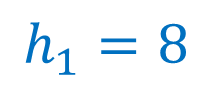 h₁ = 8